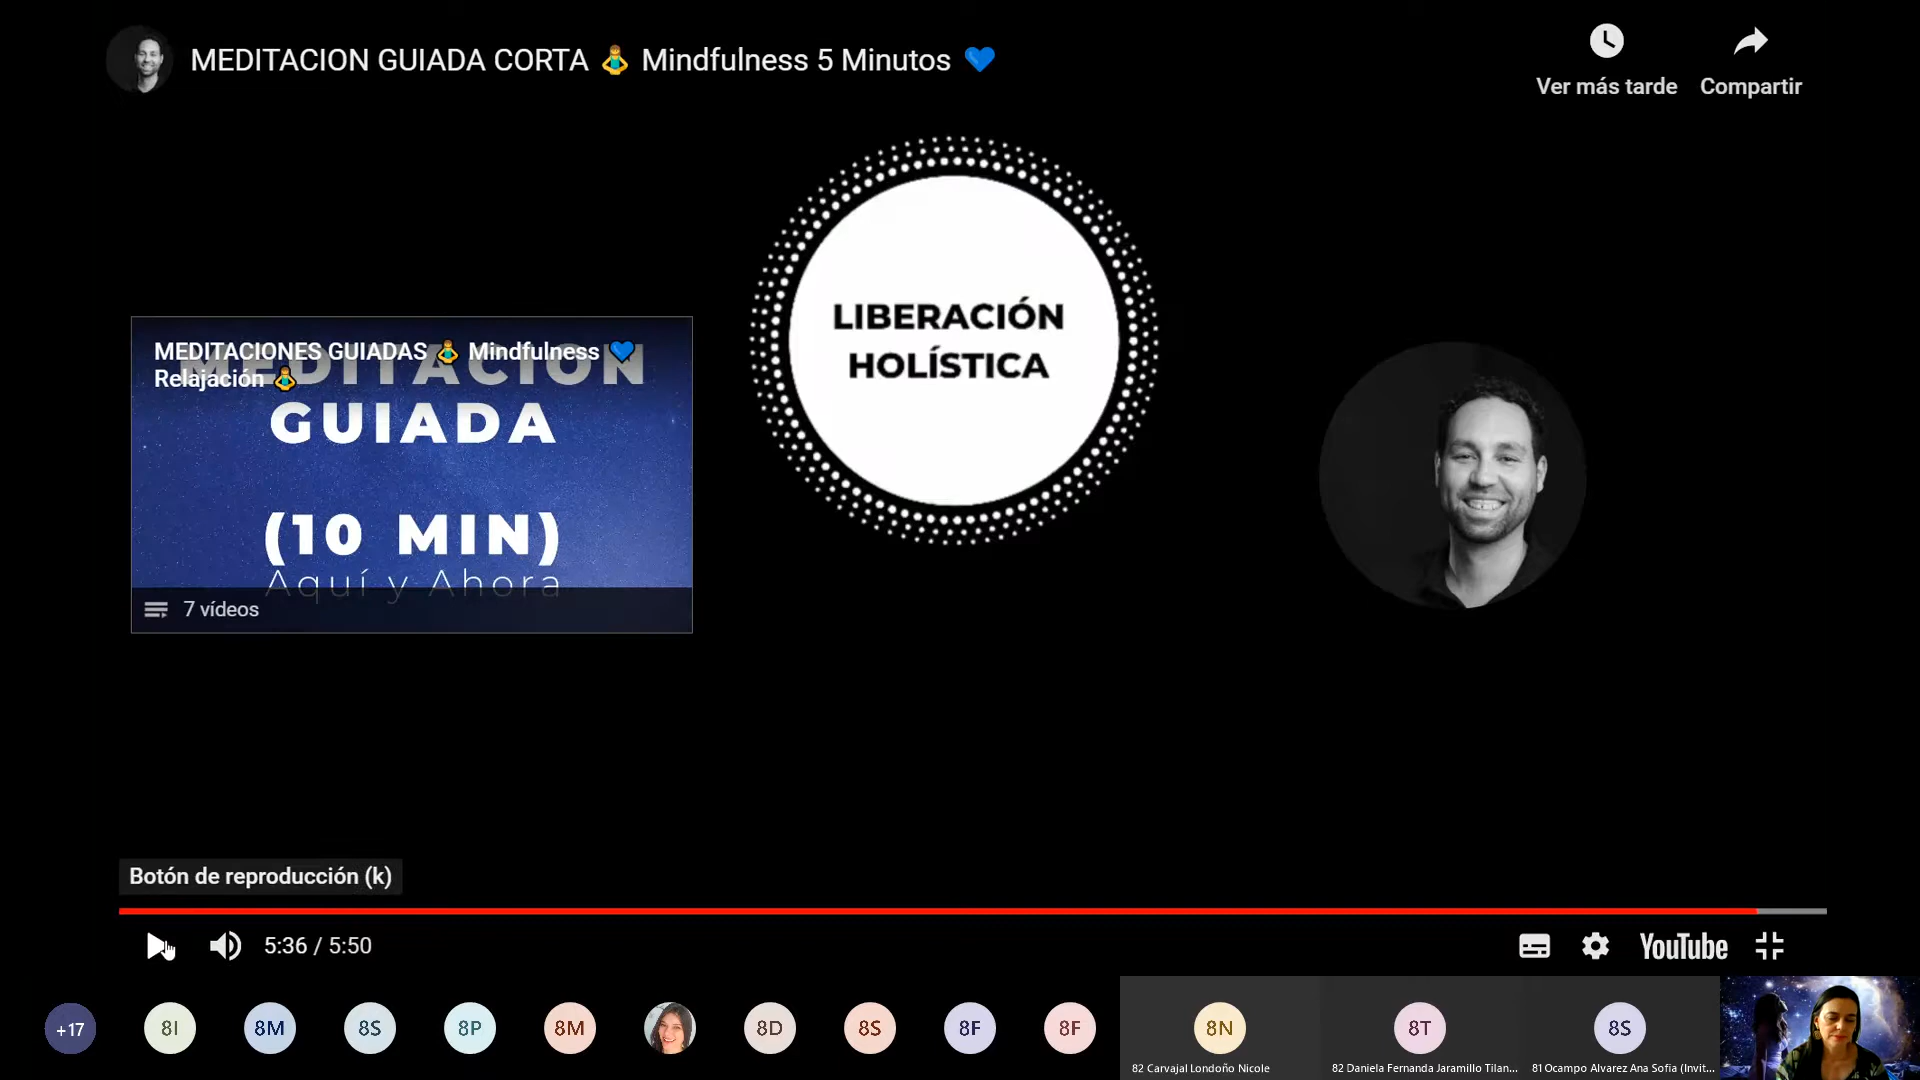 MEDITACION GUIADA CORTA 🧘‍♂️ Mindfulness 5 Minutos 💙
Ver más tarde
Compartir
LIBERACIÓN
HOLÍSTICA
MEDITACIONES GUIADAS 🧘‍♂️ Mindfulness 💙
Relajación 🧘‍♂️
MEDITACION
GUIADA
(10 MIN)
Aquí y Ahora
7 vídeos
Botón de reproducción (k)
5:36 / 5:50
YouTube
+17
8I
8M
8S
8P
8M
8D
8S
8F
8F
8N
8T
8S
82 Carvajal Londoño Nicole
82 Daniela Fernanda Jaramillo Tilan...
81 Ocampo Alvarez Ana Sofia (Invit...